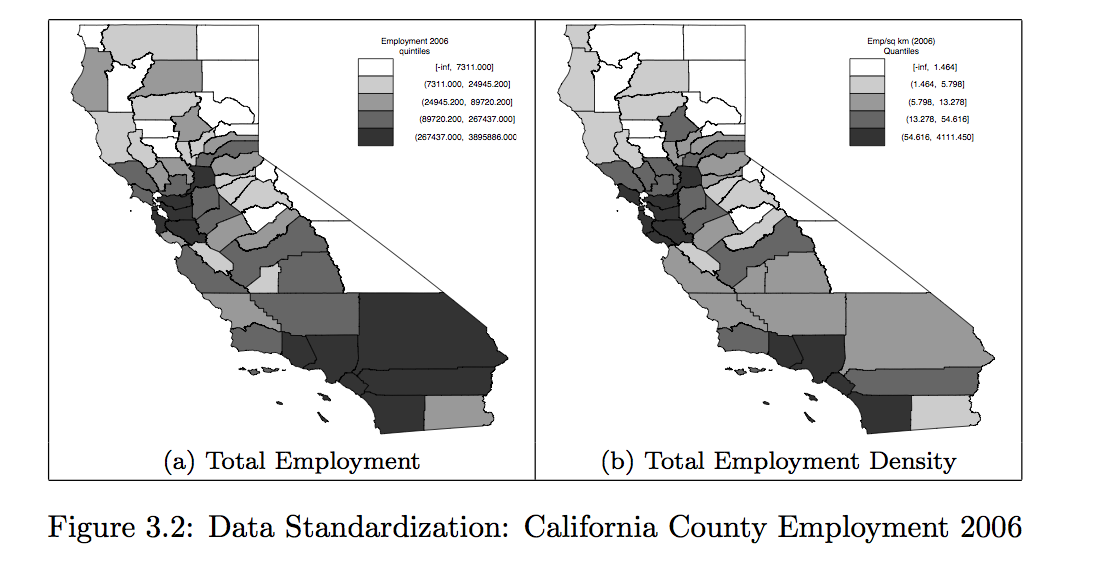 Employment 2006
quintiles
[-inf, 7311.000]
(7311.000, 24945.200]
(24945.200, 89720.200]
(89720.200, 267437.000]
(267437.000, 3895886.000
Emp/sq km (2006)
Quantiles
[-inf, 1.464]
(1.464, 5.798]
(5.798, 13.278]
(13.278, 54.616]
(54.616, 4111.450]
(a) Total Employment
(b) Total Employment Density
Figure 3.2: Data Standardization: California County Employment 2006